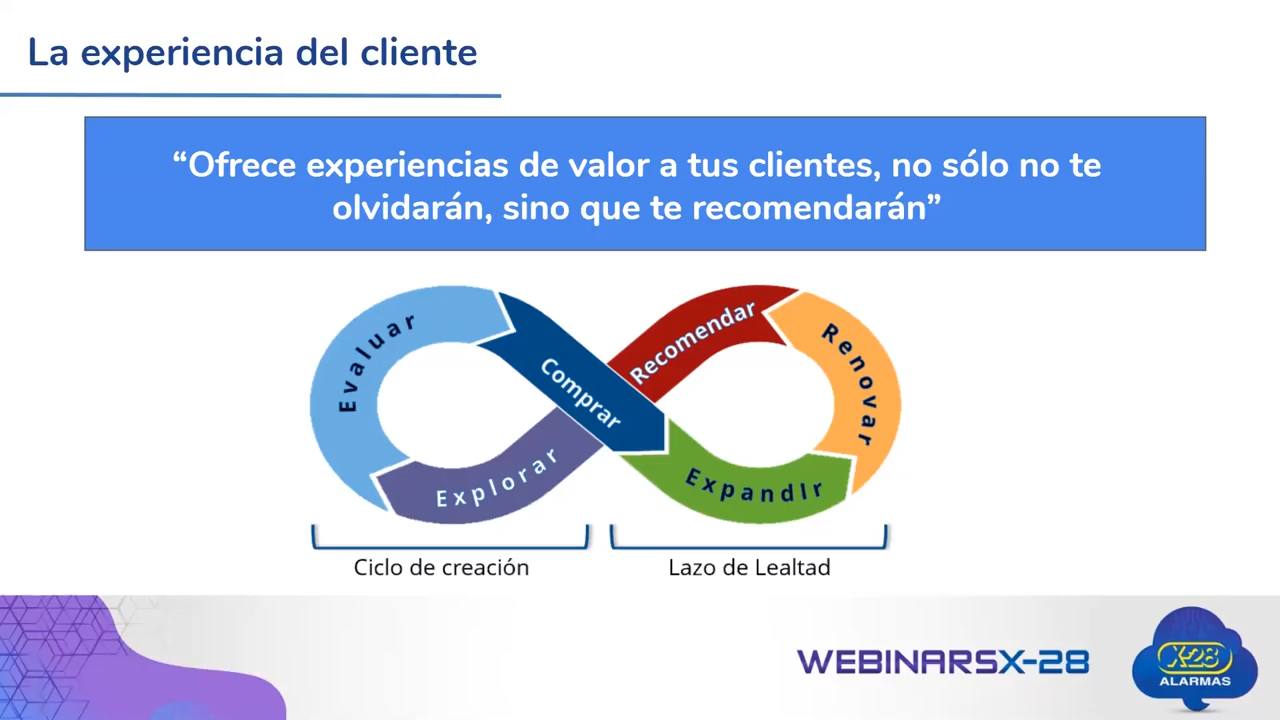 La experiencia del cliente
“Ofrece experiencias de valor a tus clientes, no sólo no te
olvidarán, sino que te recomendarán”
Evaluar
Comprar
Explorar
Recomendar
Renovar
ExpandIr
Ciclo de creación
Lazo de Lealtad
WEBINARSX-28
X-28
ALARMAS